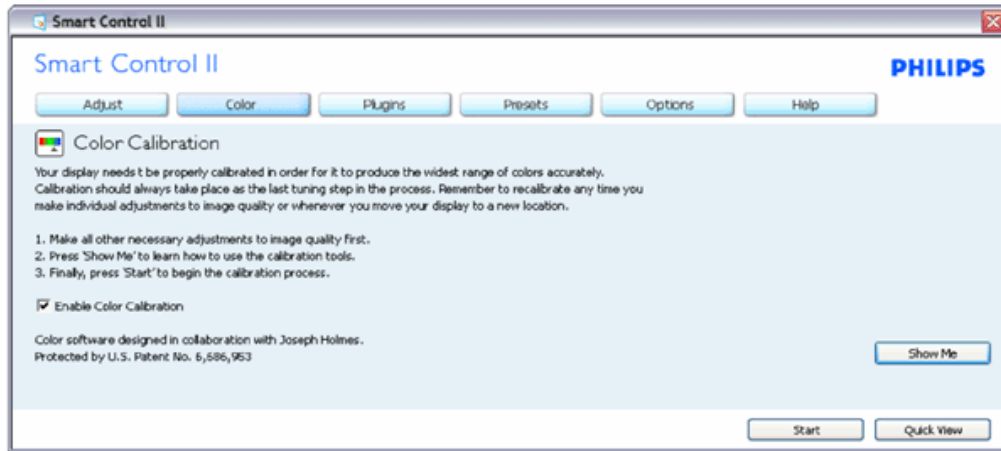 Smart Control II
Smart Control II
PHILIPS
Adjust Color Plugins Presets Options Help
Color Calibration
Your display needs t be properly calibrated in order for it to produce the widest range of colors accurately.
Calibration should always take place as the last tuning step in the process. Remember to recalibrate any time you
make individual adjustments to image quality or whenever you move your display to a new location.
1. Make all other necessary adjustments to image quality first.
2. Press 'Show Me' to learn how to use the calibration tools.
3. Finally, press 'Start' to begin the calibration process.
Enable Color Calibration
Color software designed in collaboration with Joseph Holmes.
Protected by U.S. Patent No. 6,686,953
Show Me
Start Quick View